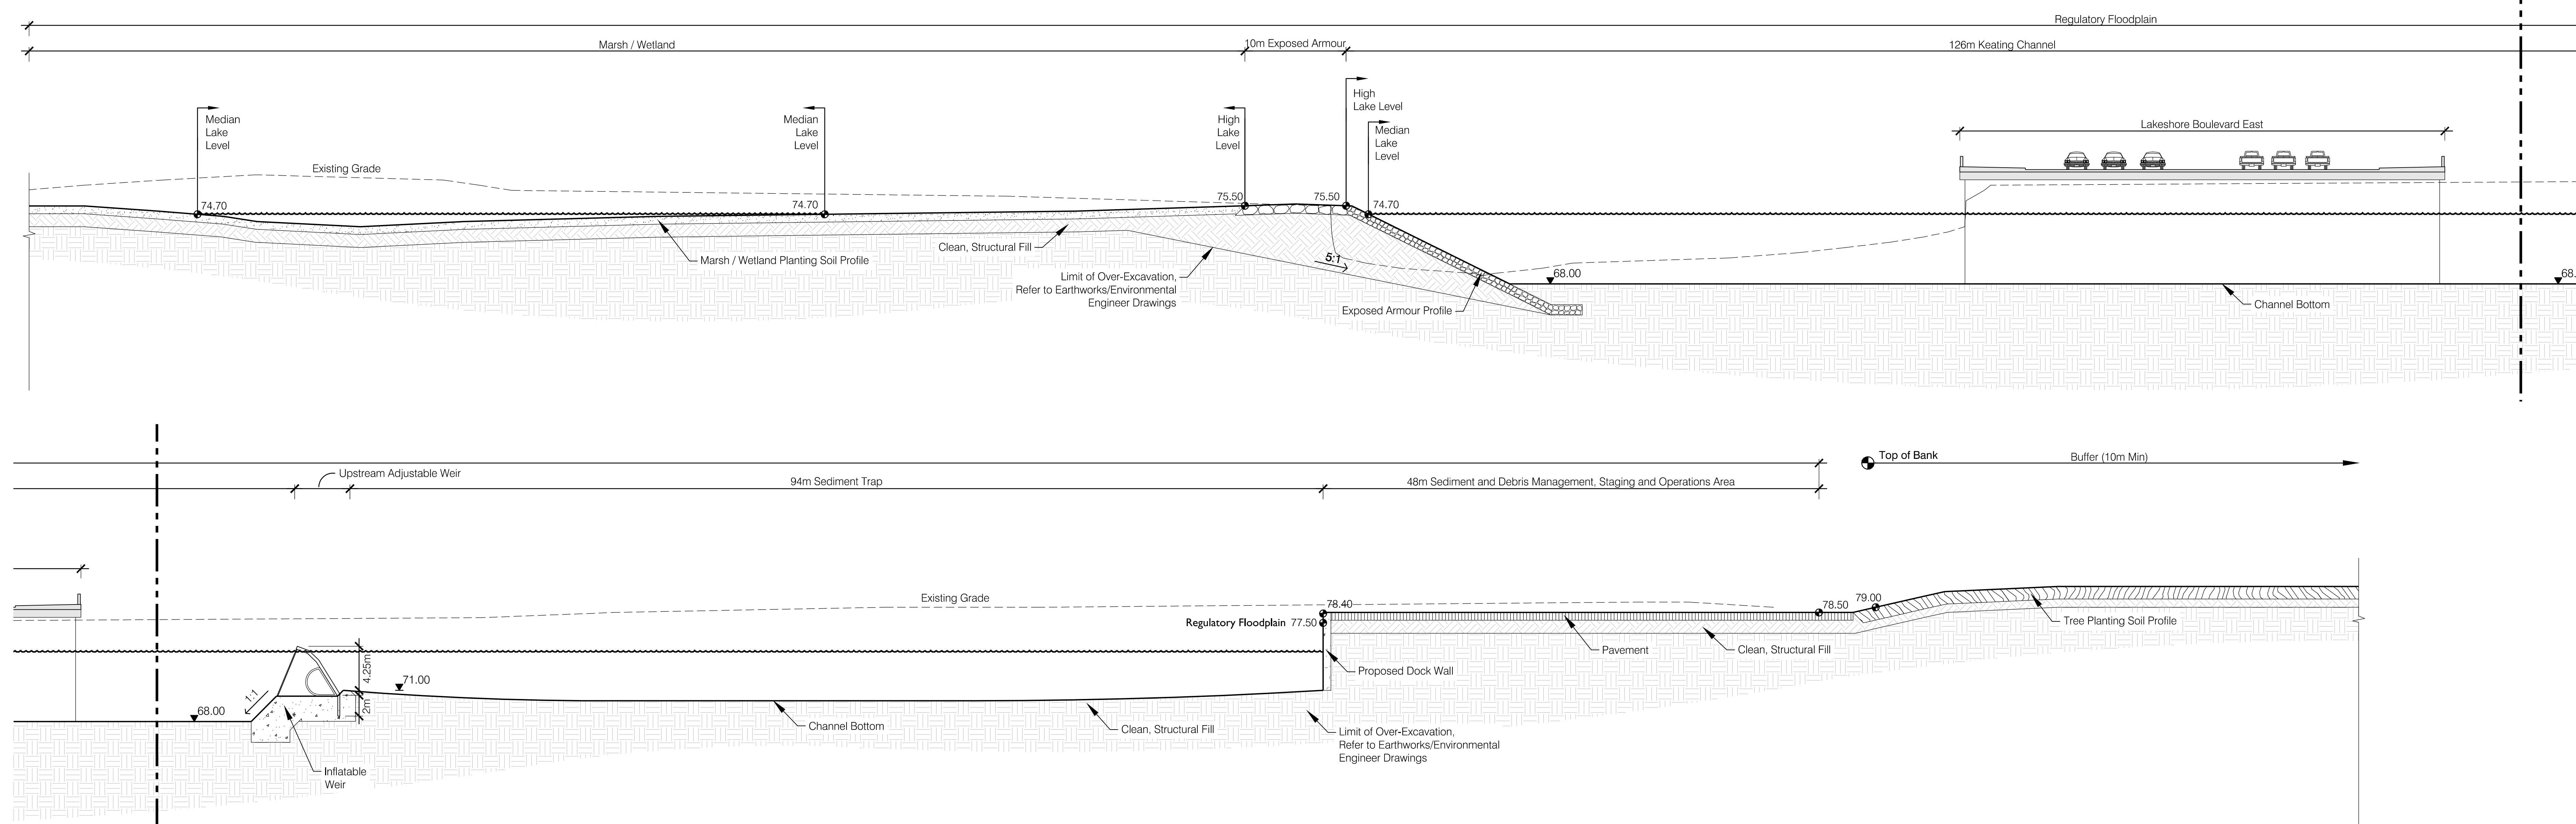 Regulatory Floodplain
Marsh / Wetland
10m Exposed Armour
126m Keating Channel
High
Lake Level
Median
Lake
Level
Median
Lake
Level
High
Lake
Level
Median
Lake
Level
Lakeshore Boulevard East
Existing Grade
75.50
75.50
74.70
74.70
74.70
Clean, Structural Fill
Marsh / Wetland Planting Soil Profile
5:1
Limit of Over-Excavation,
Refer to Earthworks/Environmental
Engineer Drawings
68.00
68.
Exposed Armour Profile
Channel Bottom
Top of Bank
Buffer (10m Min)
Upstream Adjustable Weir
94m Sediment Trap
48m Sediment and Debris Management, Staging and Operations Area
Existing Grade
78.40
78.50
79.00
Regulatory Floodplain 77.50
Tree Planting Soil Profile
Pavement
Clean, Structural Fill
Proposed Dock Wall
4.25m
2m
1:1
71.00
68.00
Channel Bottom
Clean, Structural Fill
Limit of Over-Excavation,
Refer to Earthworks/Environmental
Engineer Drawings
Inflatable
Weir